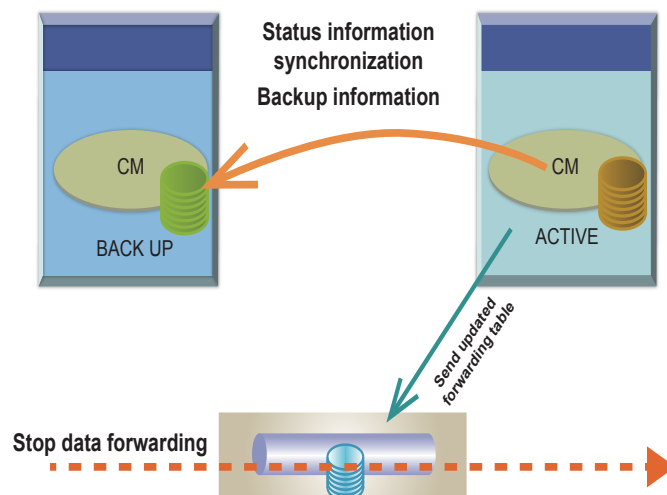 Status information
synchronization
Backup information
CM
BACK UP
CM
ACTIVE
Send updated
forwarding table
Stop data forwarding